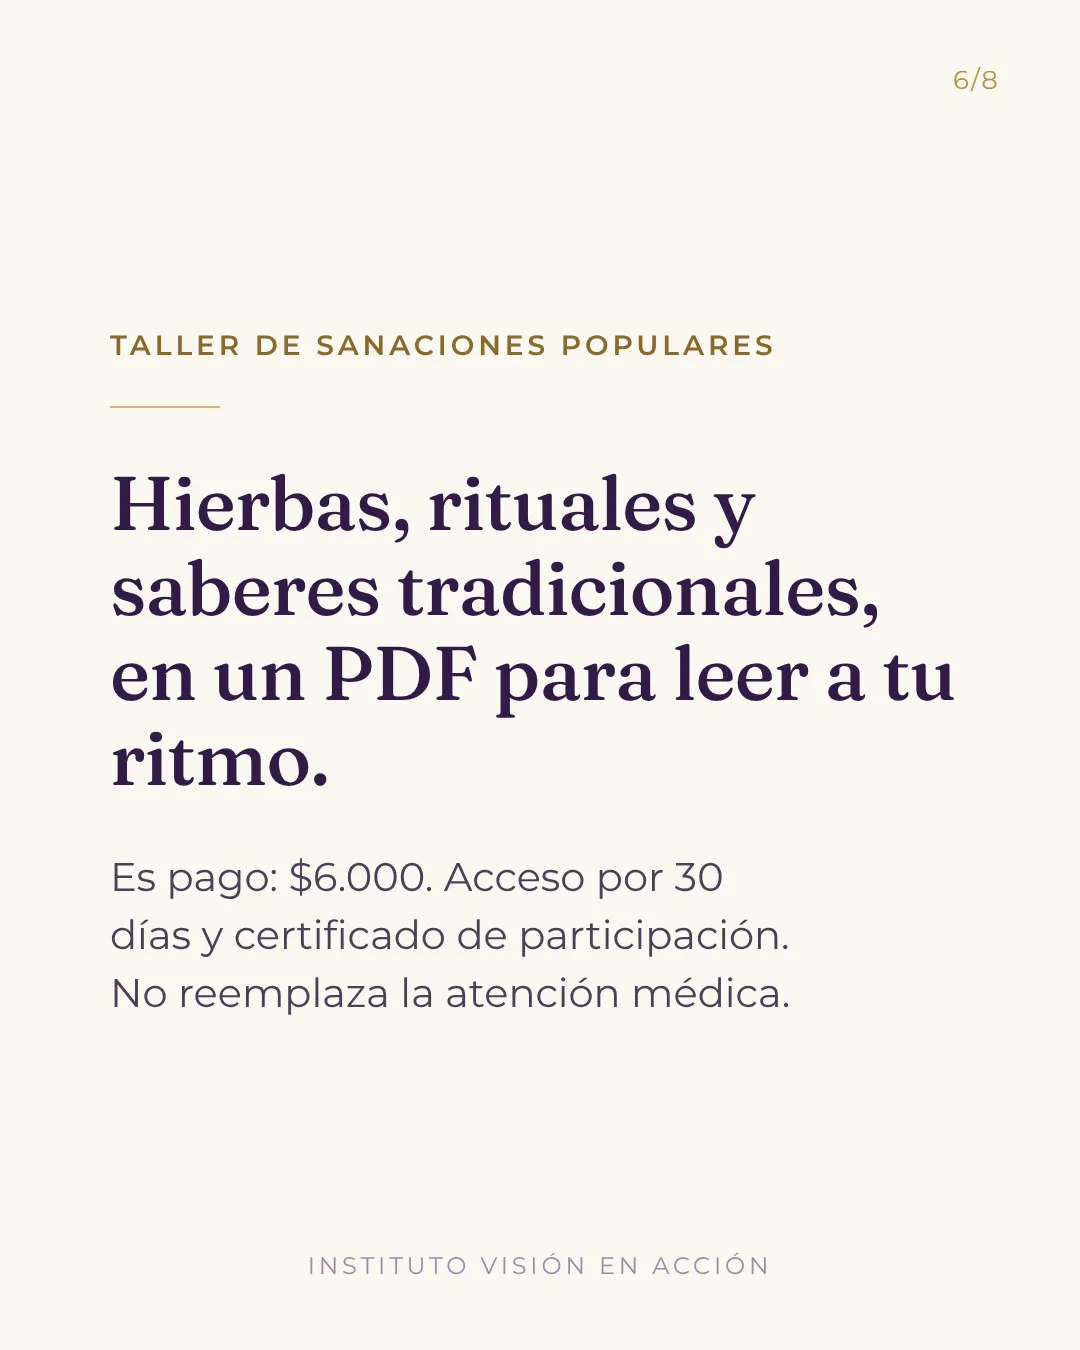 6/8
TALLER DE SANACIONES POPULARES
Hierbas, rituales y
saberes tradicionales,
en un PDF para leer a tu
ritmo.
Es pago: $6.000. Acceso por 30
días y certificado de participación.
No reemplaza la atención médica.
INSTITUTO VISIÓN EN ACCIÓN